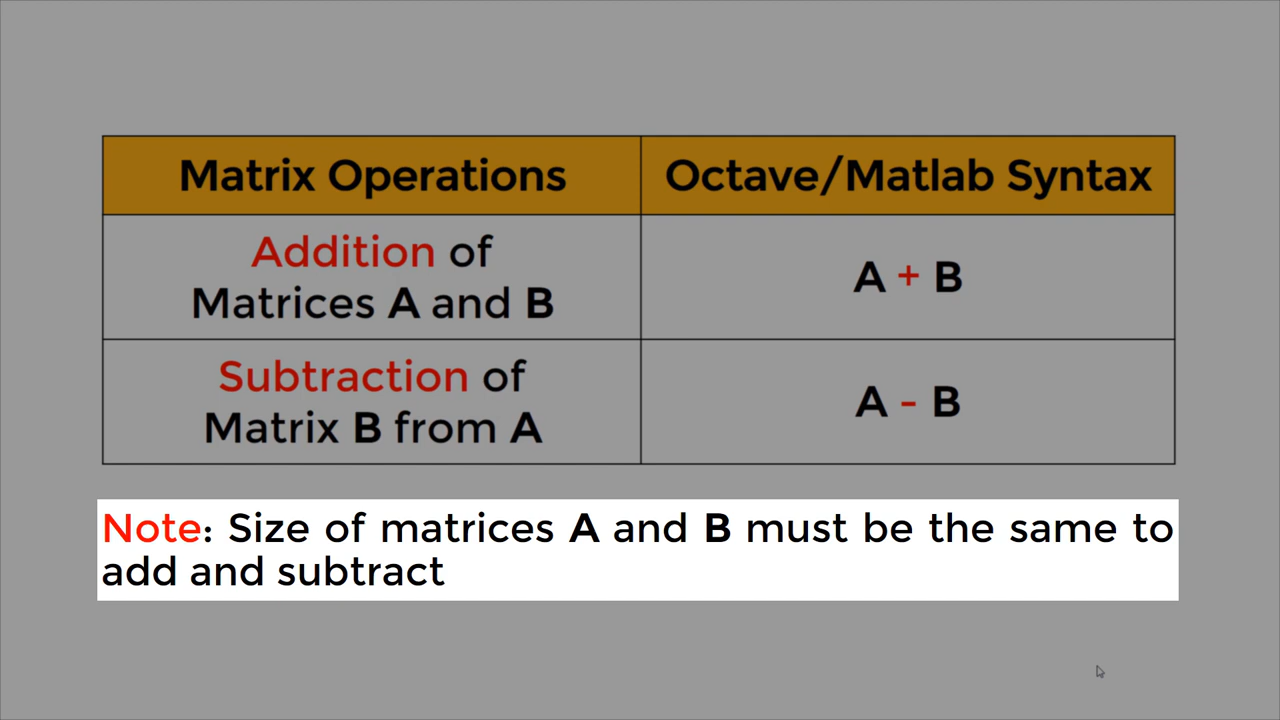 Matrix Operations
Octave/Matlab Syntax
Addition of
Matrices A and B
A + B
Subtraction of
Matrix B from A
A - B
Note: Size of matrices A and B must be the same to
add and subtract